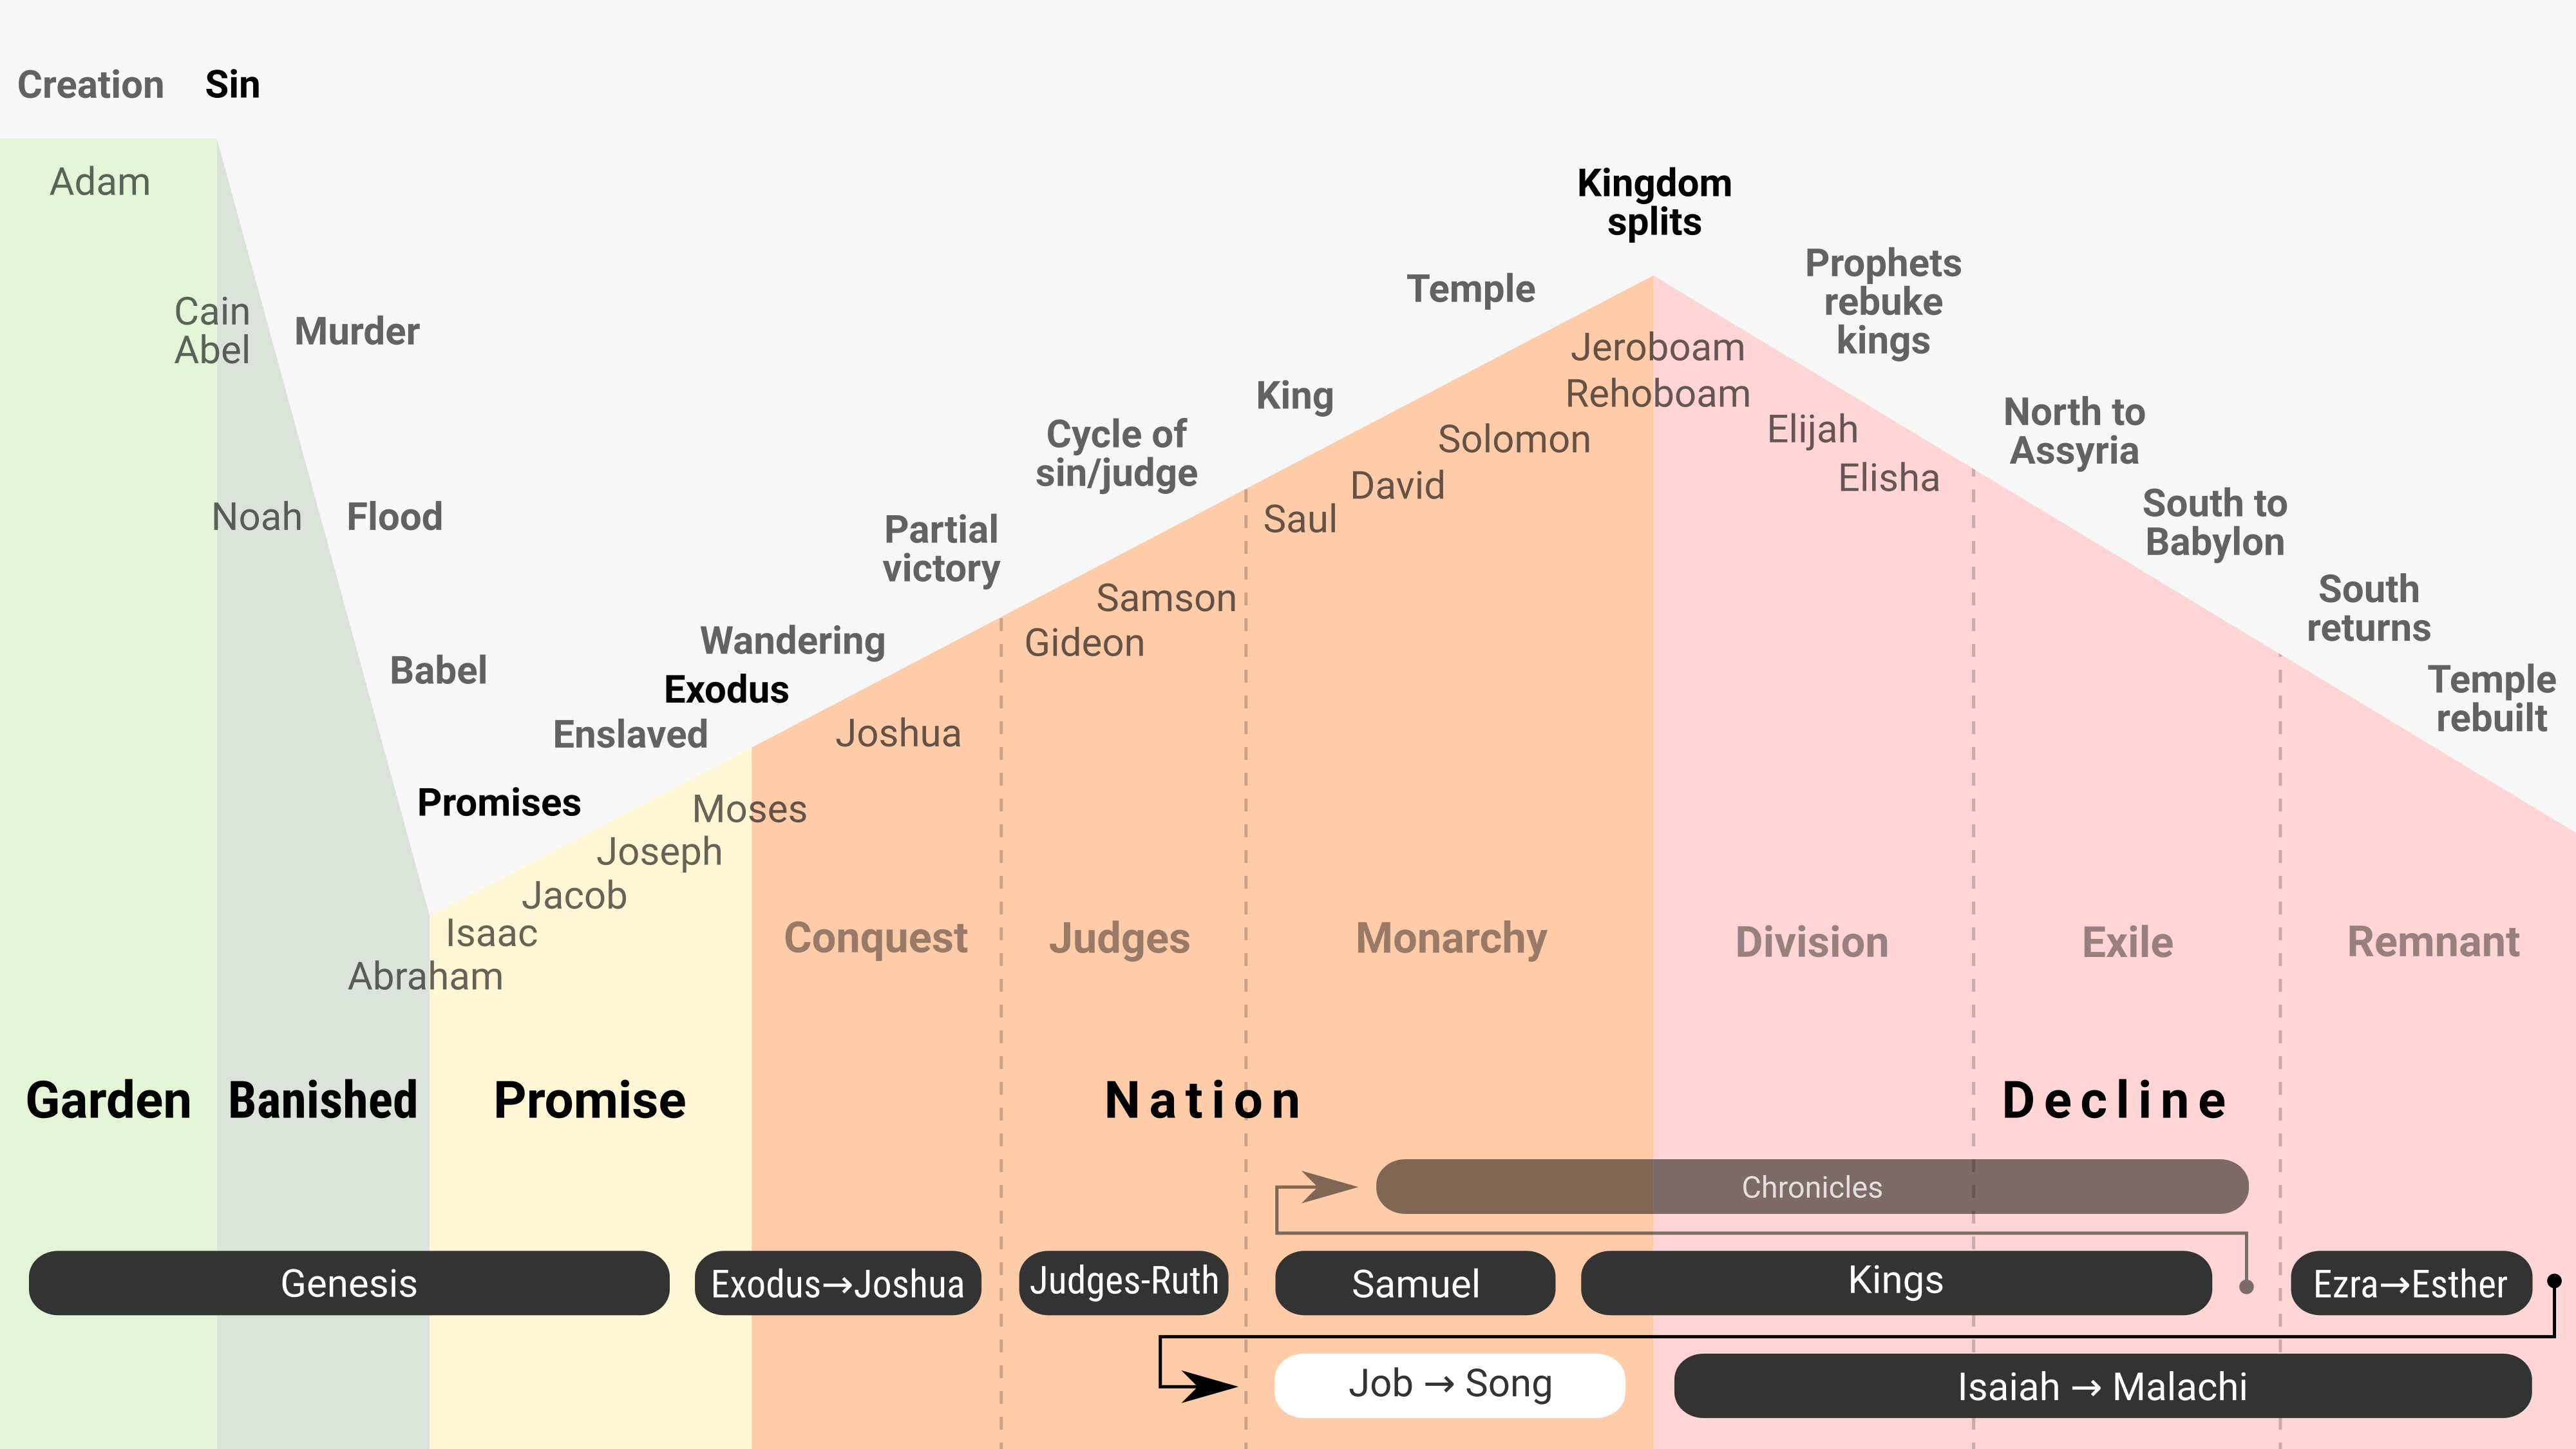 Creation
Sin
Adam
Cain
Abel
Murder
Noah
Flood
Babel
Promises
Enslaved
Exodus
Wandering
Partial
victory
Cycle of
sin/judge
King
Temple
Kingdom
splits
Prophets
rebuke
kings
North to
Assyria
South to
Babylon
South
returns
Temple
rebuilt
Abraham
Isaac
Jacob
Joseph
Moses
Joshua
Gideon
Samson
Saul
David
Solomon
Jeroboam
Rehoboam
Elijah
Elisha
Conquest
Judges
Monarchy
Division
Exile
Remnant
Garden
Banished
Promise
Nation
Decline
Chronicles
Genesis
Exodus→Joshua
Judges-Ruth
Samuel
Kings
Ezra→Esther
Job → Song
Isaiah → Malachi